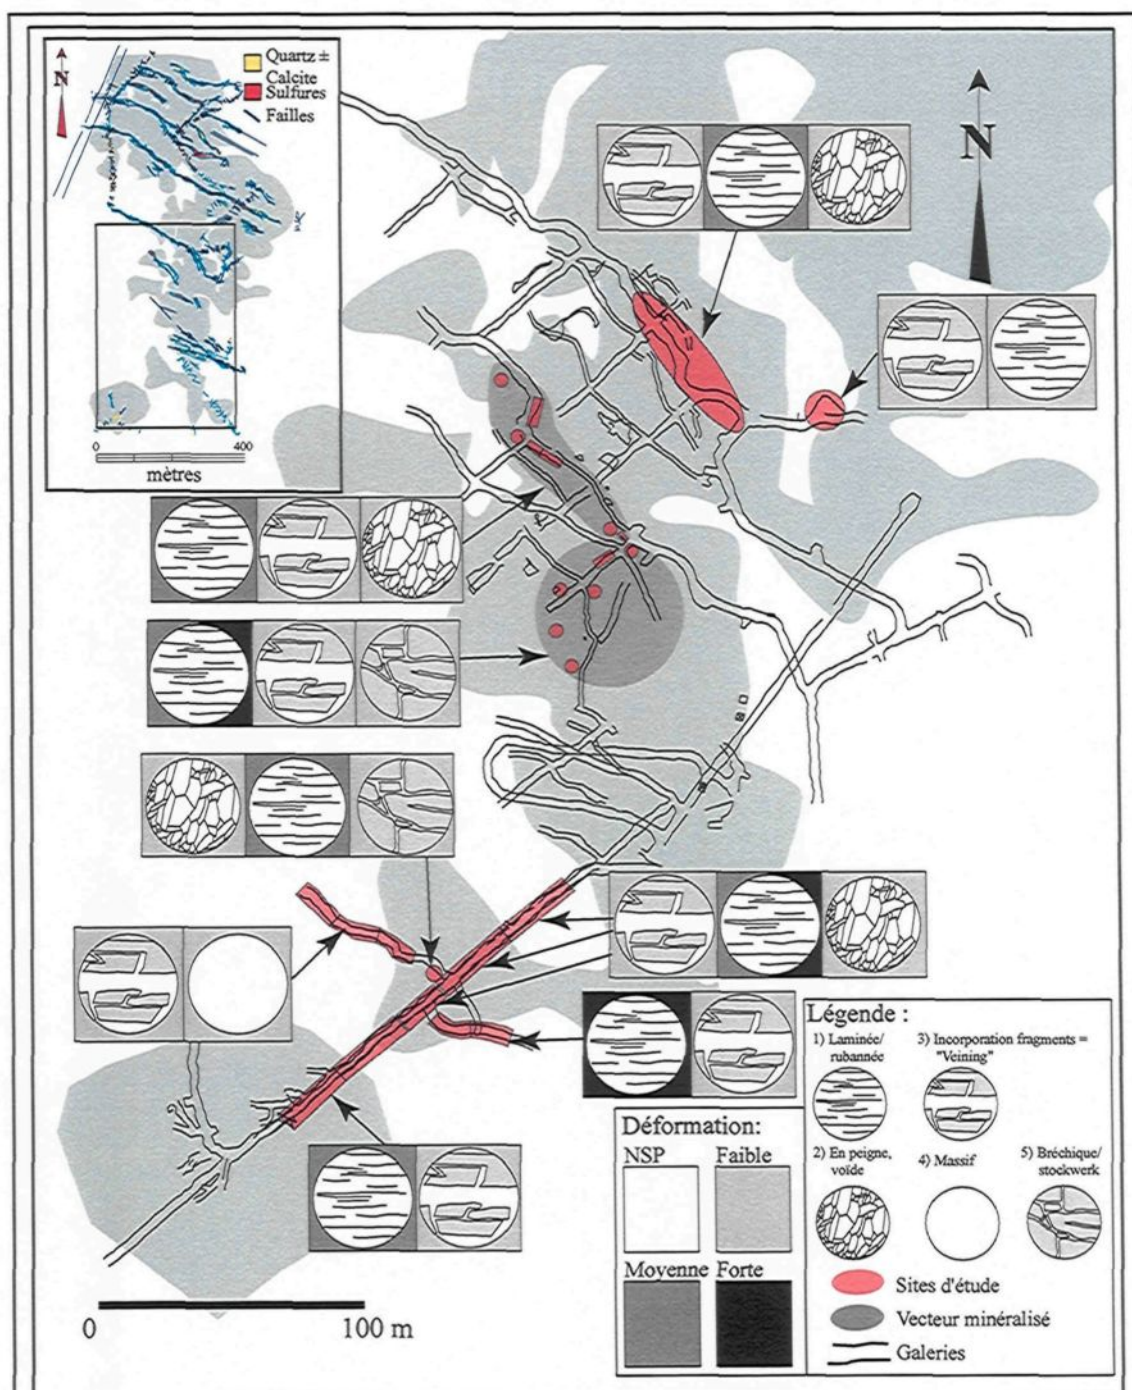 N
Quartz ±
Calcite
Sulfures
Failles
0
400
mètres
N
0
100 m
Déformation:
NSP
Faible
Moyenne
Forte
Légende :
1) Laminée/
rubannée
3) Incorporation fragments =
"Veining"
2) En peigne,
voïde
4) Massif
5) Bréchique/
stockwerk
Sites d'étude
Vecteur minéralisé
Galeries